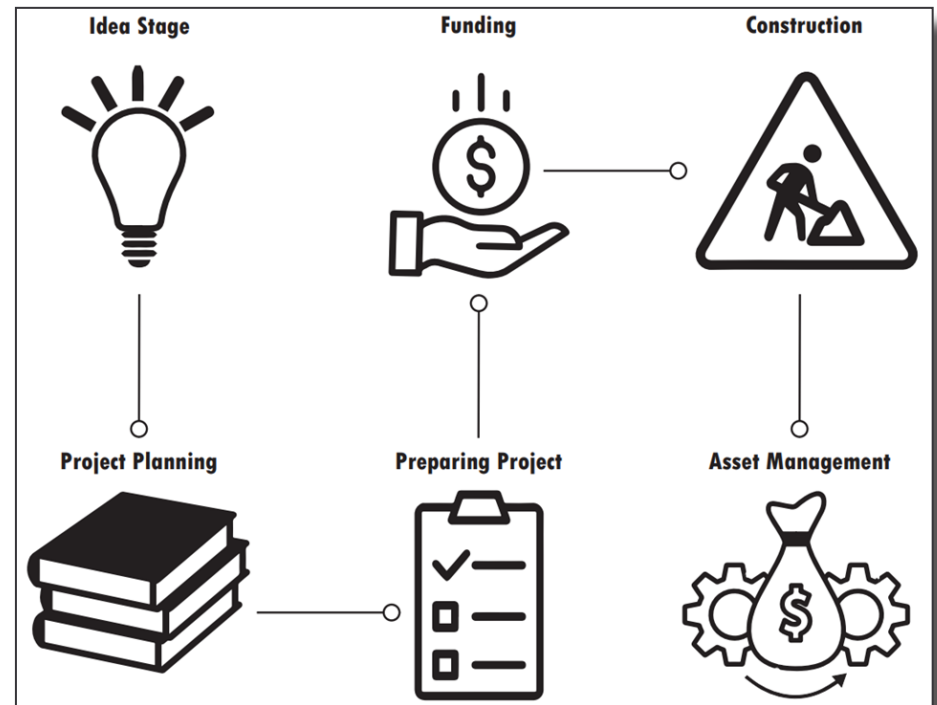 Idea Stage
Funding
Construction
$
Project Planning
Preparing Project
Asset Management
$